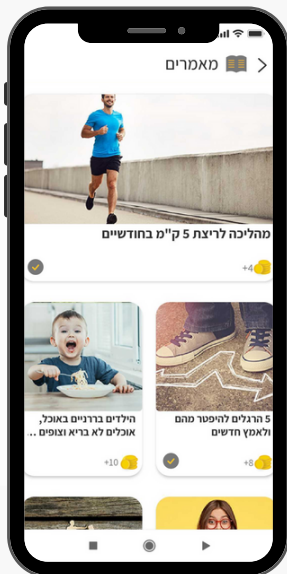 מאמרים
מהליכה לריצת 5 ק"מ בחודשיים
+4
5 הרגלים להיפטר מהם
ולאמץ חדשים
+8
הילדים בררניים באוכל,
אוכלים לא בריא וצופים ...
+10